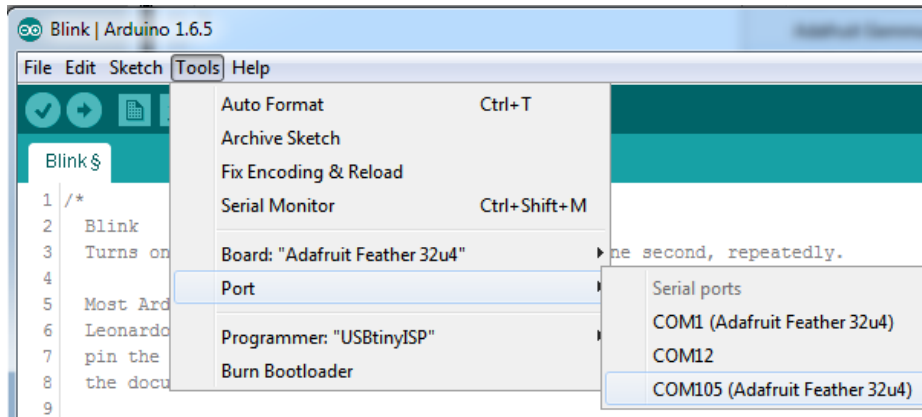 Blink | Arduino 1.6.5
File Edit Sketch Tools Help
Auto Format Ctrl+T
Archive Sketch
Fix Encoding & Reload
Serial Monitor Ctrl+Shift+M
Board: "Adafruit Feather 32u4"
Port
Programmer: "USBtinyISP"
Burn Bootloader
Serial ports
COM1 (Adafruit Feather 32u4)
COM12
COM105 (Adafruit Feather 32u4)
Blink§
1 /*
2 Blink
3 Turns on ne second, repeatedly.
4
5 Most Ard
6 Leonardo
7 pin the
8 the docu
9